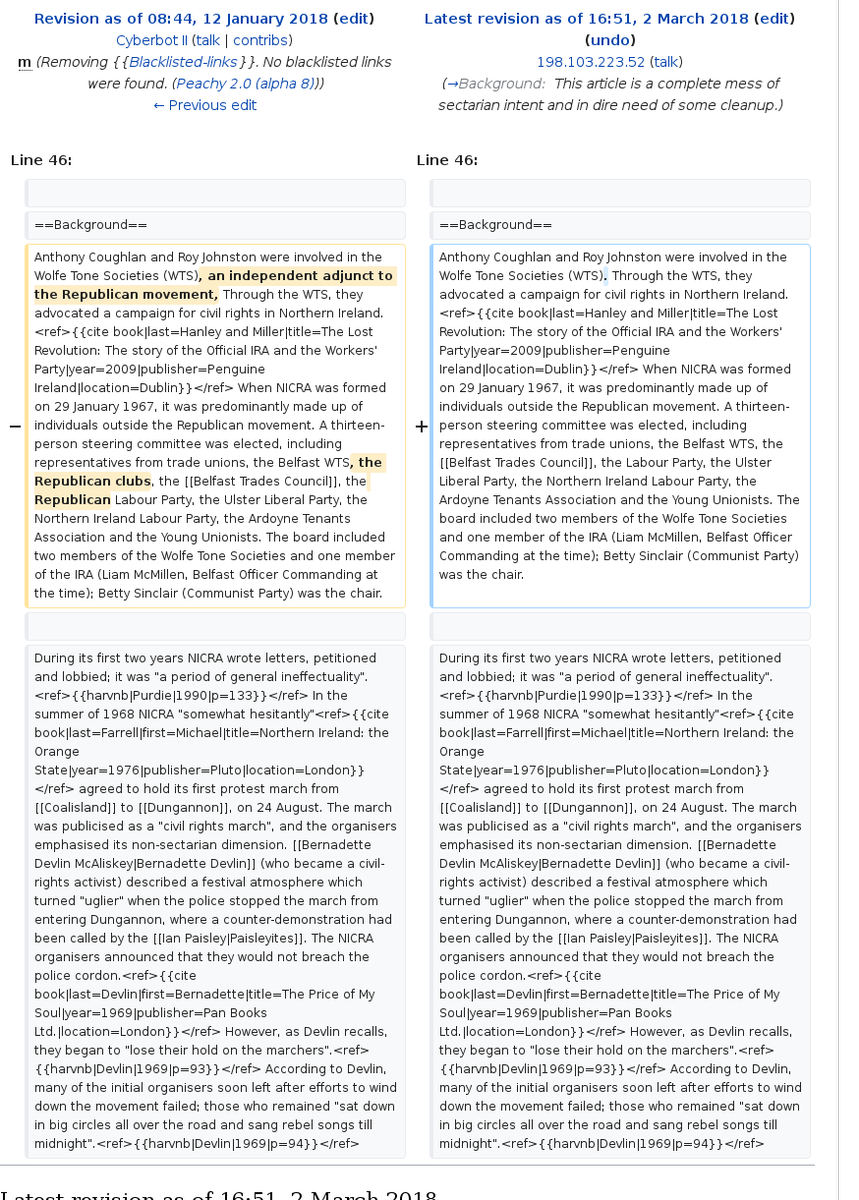 Revision as of 08:44, 12 January 2018 (edit)
Cyberbot II (talk | contribs)
m (Removing {{Blacklisted-links}}. No blacklisted links
were found. (Peachy 2.0 (alpha 8)))
← Previous edit
Latest revision as of 16:51, 2 March 2018 (edit)
(undo)
198.103.223.52 (talk)
(→Background: This article is a complete mess of
sectarian intent and in dire need of some cleanup.)
Line 46:
Line 46:
==Background==
==Background==
−
Anthony Coughlan and Roy Johnston were involved in the
Wolfe Tone Societies (WTS), an independent adjunct to
the Republican movement, Through the WTS, they
advocated a campaign for civil rights in Northern Ireland.
<ref>{{cite book|last=Hanley and Miller|title=The Lost
Revolution: The story of the Official IRA and the Workers'
Party|year=2009|publisher=Penguine
Ireland|location=Dublin}}</ref> When NICRA was formed
on 29 January 1967, it was predominantly made up of
individuals outside the Republican movement. A thirteen-
person steering committee was elected, including
representatives from trade unions, the Belfast WTS, the
Republican clubs, the [[Belfast Trades Council]], the
Republican Labour Party, the Ulster Liberal Party, the
Northern Ireland Labour Party, the Ardoyne Tenants
Association and the Young Unionists. The board included
two members of the Wolfe Tone Societies and one member
of the IRA (Liam McMillen, Belfast Officer Commanding at
the time); Betty Sinclair (Communist Party) was the chair.
+
Anthony Coughlan and Roy Johnston were involved in the
Wolfe Tone Societies (WTS). Through the WTS, they
advocated a campaign for civil rights in Northern Ireland.
<ref>{{cite book|last=Hanley and Miller|title=The Lost
Revolution: The story of the Official IRA and the Workers'
Party|year=2009|publisher=Penguine
Ireland|location=Dublin}}</ref> When NICRA was formed
on 29 January 1967, it was predominantly made up of
individuals outside the Republican movement. A thirteen-
person steering committee was elected, including
representatives from trade unions, the Belfast WTS, the
[[Belfast Trades Council]], the Labour Party, the Ulster
Liberal Party, the Northern Ireland Labour Party, the
Ardoyne Tenants Association and the Young Unionists. The
board included two members of the Wolfe Tone Societies
and one member of the IRA (Liam McMillen, Belfast Officer
Commanding at the time); Betty Sinclair (Communist Party)
was the chair.
During its first two years NICRA wrote letters, petitioned
and lobbied; it was "a period of general ineffectuality".
<ref>{{harvnb|Purdie|1990|p=133}}</ref> In the
summer of 1968 NICRA "somewhat hesitantly"<ref>{{cite
book|last=Farrell|first=Michael|title=Northern Ireland: the
Orange
State|year=1976|publisher=Pluto|location=London}}
</ref> agreed to hold its first protest march from
[[Coalisland]] to [[Dungannon]], on 24 August. The march
was publicised as a "civil rights march", and the organisers
emphasised its non-sectarian dimension. [[Bernadette
Devlin McAliskey|Bernadette Devlin]] (who became a civil-
rights activist) described a festival atmosphere which
turned "uglier" when the police stopped the march from
entering Dungannon, where a counter-demonstration had
been called by the [[Ian Paisley|Paisleyites]]. The NICRA
organisers announced that they would not breach the
police cordon.<ref>{{cite
book|last=Devlin|first=Bernadette|title=The Price of My
Soul|year=1969|publisher=Pan Books
Ltd.|location=London}}</ref> However, as Devlin recalls,
they began to "lose their hold on the marchers".<ref>
{{harvnb|Devlin|1969|p=93}}</ref> According to Devlin,
many of the initial organisers soon left after efforts to wind
down the movement failed; those who remained "sat down
in big circles all over the road and sang rebel songs till
midnight".<ref>{{harvnb|Devlin|1969|p=94}}</ref>
During its first two years NICRA wrote letters, petitioned
and lobbied; it was "a period of general ineffectuality".
<ref>{{harvnb|Purdie|1990|p=133}}</ref> In the
summer of 1968 NICRA "somewhat hesitantly"<ref>{{cite
book|last=Farrell|first=Michael|title=Northern Ireland: the
Orange
State|year=1976|publisher=Pluto|location=London}}
</ref> agreed to hold its first protest march from
[[Coalisland]] to [[Dungannon]], on 24 August. The march
was publicised as a "civil rights march", and the organisers
emphasised its non-sectarian dimension. [[Bernadette
Devlin McAliskey|Bernadette Devlin]] (who became a civil-
rights activist) described a festival atmosphere which
turned "uglier" when the police stopped the march from
entering Dungannon, where a counter-demonstration had
been called by the [[Ian Paisley|Paisleyites]]. The NICRA
organisers announced that they would not breach the
police cordon.<ref>{{cite
book|last=Devlin|first=Bernadette|title=The Price of My
Soul|year=1969|publisher=Pan Books
Ltd.|location=London}}</ref> However, as Devlin recalls,
they began to "lose their hold on the marchers".<ref>
{{harvnb|Devlin|1969|p=93}}</ref> According to Devlin,
many of the initial organisers soon left after efforts to wind
down the movement failed; those who remained "sat down
in big circles all over the road and sang rebel songs till
midnight".<ref>{{harvnb|Devlin|1969|p=94}}</ref>
Latest revision as of 16:51, 2 March 2018